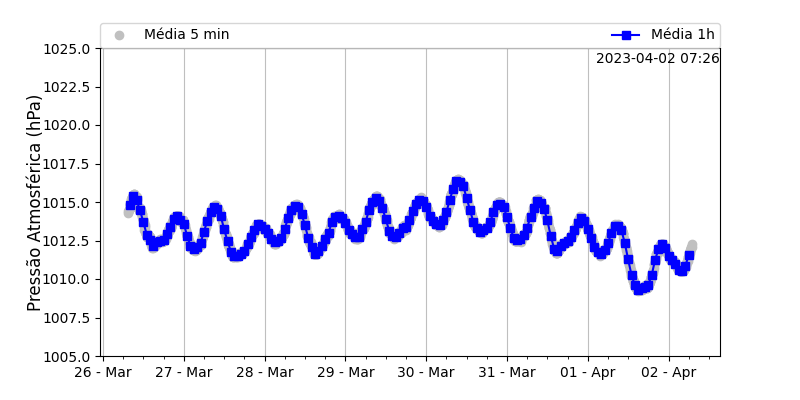 Média 5 min
Média 1h
2023-04-02 07:26
Pressão Atmosférica (hPa)
1025.0
1022.5
1020.0
1017.5
1015.0
1012.5
1010.0
1007.5
1005.0
26 - Mar
27 - Mar
28 - Mar
29 - Mar
30 - Mar
31 - Mar
01 - Apr
02 - Apr